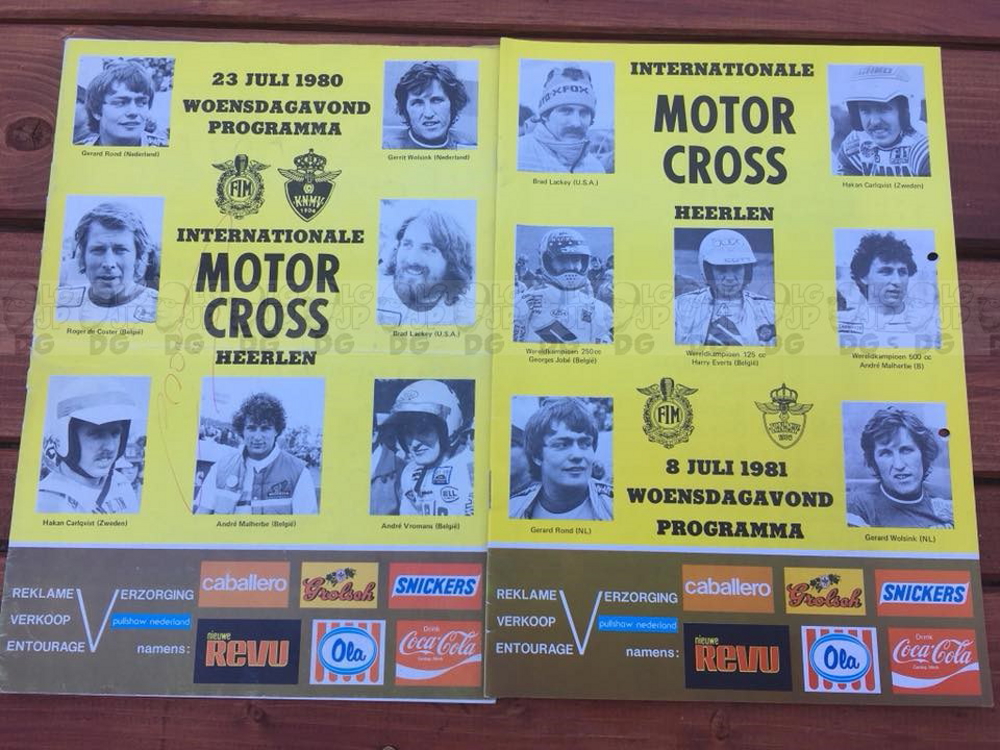 23 JULI 1980
WOENSDAGAVOND
PROGRAMMA
Gerard Rond (Nederland)
Gerrit Wolsink (Nederland)
FIM
KNMV
1904
INTERNATIONALE
MOTOR
CROSS
HEERLEN
Roger de Coster (België)
Brad Lackey (U.S.A.)
Hakan Carlqvist (Zweden)
André Malherbe (België)
André Vromans (België)
REKLAME
VERKOOP
ENTOURAGE
VERZORGING
pullshaw nederland
namens:
caballero
Grolsch
SNICKERS
nieuwe
REVU
Ola
Coca-Cola
INTERNATIONALE
MOTOR
CROSS
HEERLEN
Brad Lackey (U.S.A.)
Hakan Carlqvist (Zweden)
Wereldkampioen 250cc
Georges Jobé (België)
Wereldkampioen 125 cc
Harry Everts (België)
Wereldkampioen 500 cc
André Malherbe (B)
FIM
8 JULI 1981
WOENSDAGAVOND
PROGRAMMA
Gerard Rond (NL)
Gerard Wolsink (NL)
REKLAME
VERKOOP
ENTOURAGE
VERZORGING
pullshaw nederland
namens:
caballero
Grolsch
SNICKERS
nieuwe
REVU
Ola
Drink
Coca-Cola